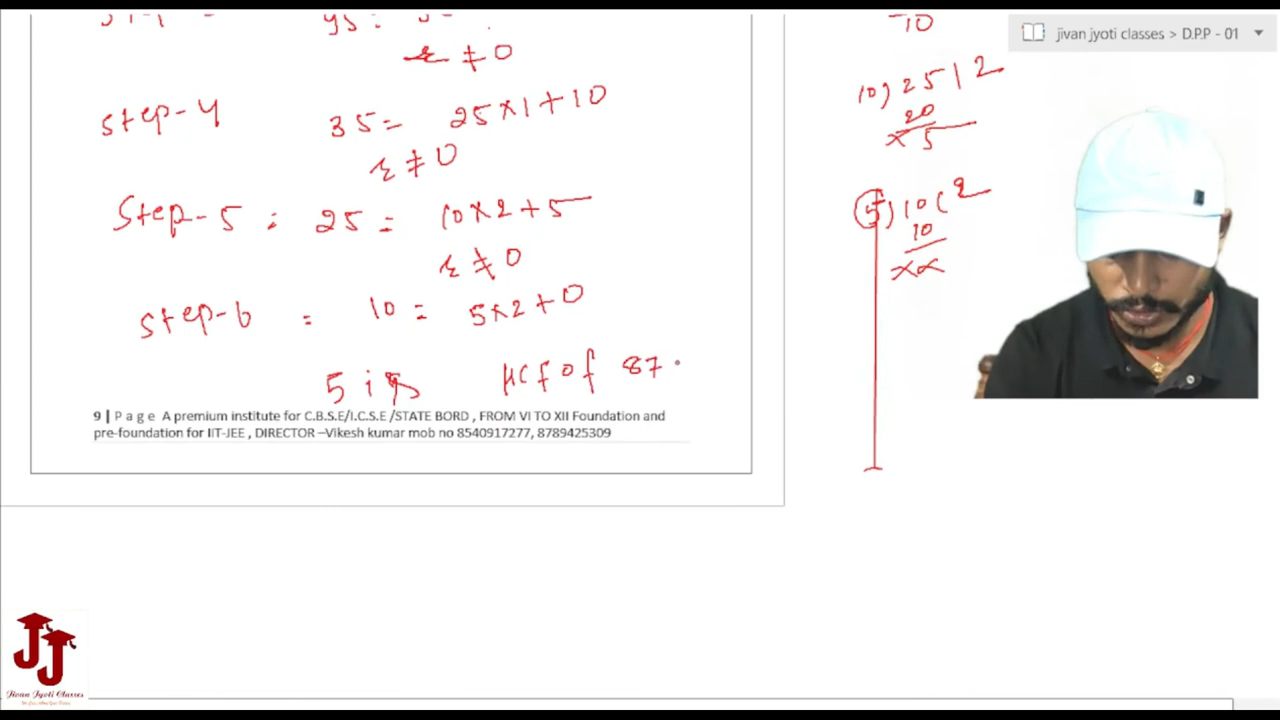 Step-4 35= 25×1+10
r≠0
Step-5 : 25 = 10×2+5
r≠0
Step-6 = 10 = 5×2+0
5 is HCf of 87
9 | P a g e A premium institute for C.B.S.E/I.C.S.E /STATE BORD , FROM VI TO XII Foundation and
pre-foundation for IIT-JEE , DIRECTOR –Vikesh kumar mob no 8540917277, 8789425309
10
10) 25 ( 2
20
×5
5) 10 ( 2
10
××
jivan jyoti classes > D.P.P - 01
JJ
Jivan Jyoti Classes